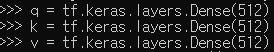 >>> q = tf.keras.layers.Dense(512)
>>> k = tf.keras.layers.Dense(512)
>>> v = tf.keras.layers.Dense(512)